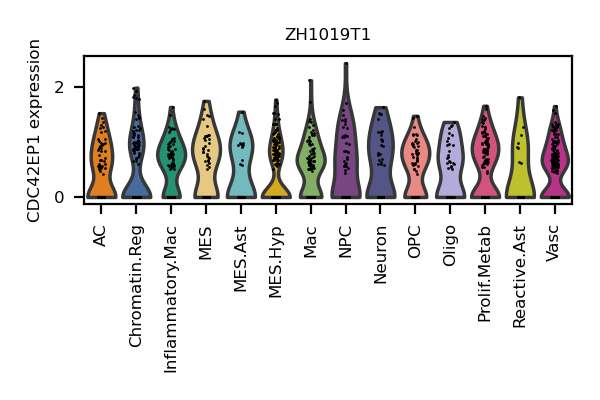 ZH1019T1
CDC42EP1 expression
2
0
AC
Chromatin.Reg
Inflammatory.Mac
MES
MES.Ast
MES.Hyp
Mac
NPC
Neuron
OPC
Oligo
Prolif.Metab
Reactive.Ast
Vasc